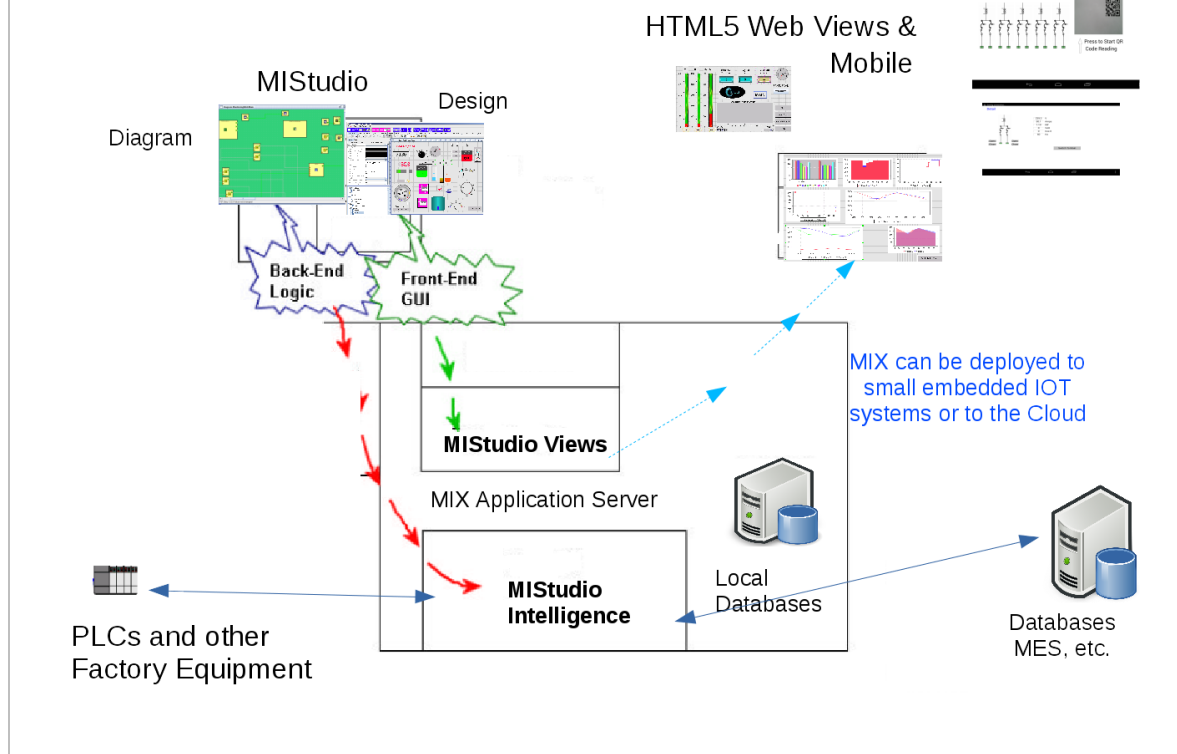 HTML5 Web Views &
Mobile
Press to Start QR
Code Reading
MIStudio
Design
Diagram
Back-End
Logic
Front-End
GUI
MIX can be deployed to
small embedded IOT
systems or to the Cloud
MIStudio Views
MIX Application Server
MIStudio
Intelligence
Local
Databases
PLCs and other
Factory Equipment
Databases
MES, etc.